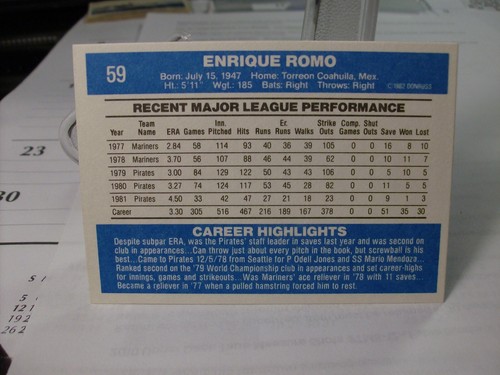 59
ENRIQUE ROMO
Born: July 15, 1947 Home: Torreon Coahuila, Mex.
Ht.: 5'11" Wgt.: 185 Bats: Right Throws: Right
© 1982 DONRUSS
RECENT MAJOR LEAGUE PERFORMANCE
Year Team Name ERA Games Inn. Pitched Hits Runs Er. Runs Walks Strike Outs Comp. Games Shut Outs Save Won Lost
1977 Mariners 2.84 58 114 93 40 36 39 105 0 0 16 8 10
1978 Mariners 3.70 56 107 88 46 44 39 62 0 0 10 11 7
1979 Pirates 3.00 84 129 122 50 43 43 106 0 0 5 10 5
1980 Pirates 3.27 74 124 117 53 45 28 82 0 0 11 5 5
1981 Pirates 4.50 33 42 47 27 21 18 23 0 0 9 1 3
Career 3.30 305 516 467 216 189 167 378 0 0 51 35 30
CAREER HIGHLIGHTS
Despite subpar ERA, was the Pirates' staff leader in saves last year and was second on
club in appearances...Can throw just about every pitch in the book, but screwball is his
best...Came to Pirates 12/5/78 from Seattle for P Odell Jones and SS Mario Mendoza...
Ranked second on the '79 World Championship club in appearances and set career-highs
for innings, games and strikeouts...Was Mariners' ace reliever in '78 with 11 saves...
Became a reliever in '77 when a pulled hamstring forced him to rest.
23
30
121
192
262